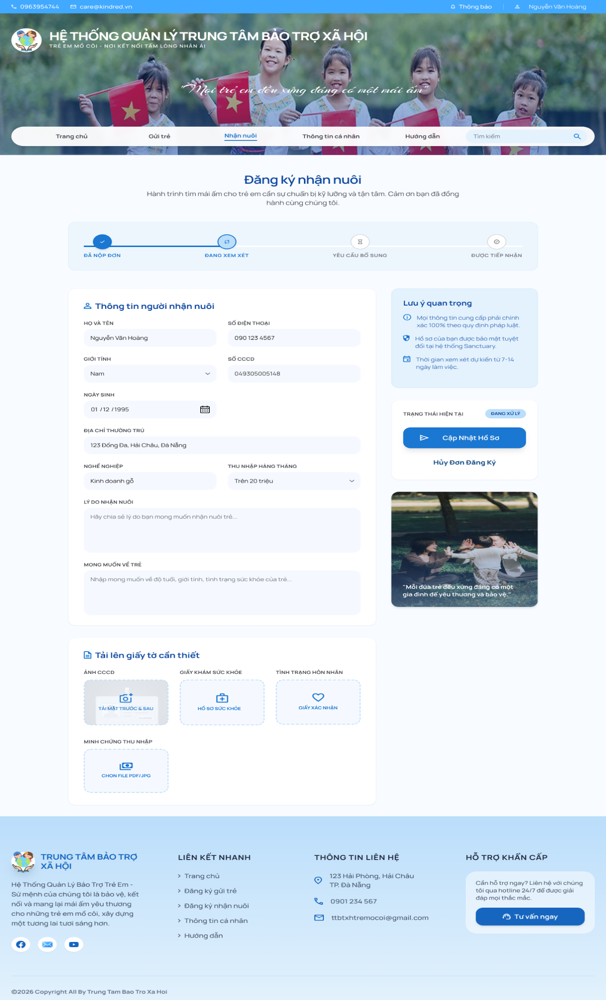 0963954744
care@kindred.vn
Thông báo
Nguyễn Văn Hoàng
HỆ THỐNG QUẢN LÝ TRUNG TÂM BẢO TRỢ XÃ HỘI
TRẺ EM MỒ CÔI - NƠI KẾT NỐI TẤM LÒNG NHÂN ÁI
"Mọi trẻ em đều xứng đáng có một mái ấm"
Trang chủ
Gửi trẻ
Nhận nuôi
Thông tin cá nhân
Hướng dẫn
Tìm kiếm
Đăng ký nhận nuôi
Hành trình tìm mái ấm cho trẻ em cần sự chuẩn bị kỹ lưỡng và tận tâm. Cảm ơn bạn đã đồng
hành cùng chúng tôi.
ĐÃ NỘP ĐƠN
ĐANG XEM XÉT
YÊU CẦU BỔ SUNG
ĐƯỢC TIẾP NHẬN
Thông tin người nhận nuôi
HỌ VÀ TÊN
SỐ ĐIỆN THOẠI
Nguyễn Văn Hoàng
090 123 4567
GIỚI TÍNH
SỐ CCCD
Nam
049305005148
NGÀY SINH
01 /12 /1995
ĐỊA CHỈ THƯỜNG TRÚ
123 Đống Đa, Hải Châu, Đà Nẵng
NGHỀ NGHIỆP
THU NHẬP HÀNG THÁNG
Kinh doanh gỗ
Trên 20 triệu
LÝ DO NHẬN NUÔI
Hãy chia sẻ lý do bạn mong muốn nhận nuôi trẻ...
MONG MUỐN VỀ TRẺ
Nhập mong muốn về độ tuổi, giới tính, tình trạng sức khỏe của trẻ...
Lưu ý quan trọng
Mọi thông tin cung cấp phải chính
xác 100% theo quy định pháp luật.
Hồ sơ của bạn được bảo mật tuyệt
đối tại hệ thống Sanctuary.
Thời gian xem xét dự kiến từ 7-14
ngày làm việc.
TRẠNG THÁI HIỆN TẠI
ĐANG XỬ LÝ
Cập Nhật Hồ Sơ
Hủy Đơn Đăng Ký
"Mỗi đứa trẻ đều xứng đáng có một
gia đình để yêu thương và bảo vệ."
Tải lên giấy tờ cần thiết
ẢNH CCCD
GIẤY KHÁM SỨC KHỎE
TÌNH TRẠNG HÔN NHÂN
TẢI MẶT TRƯỚC & SAU
HỒ SƠ SỨC KHỎE
GIẤY XÁC NHẬN
MINH CHỨNG THU NHẬP
CHỌN FILE PDF/JPG
TRUNG TÂM BẢO TRỢ
XÃ HỘI
Hệ Thống Quản Lý Bảo Trợ Trẻ Em -
Sứ mệnh của chúng tôi là bảo vệ, kết
nối và mang lại mái ấm yêu thương
cho những trẻ em mồ côi, xây dựng
một tương lai tươi sáng hơn.
LIÊN KẾT NHANH
Trang chủ
Đăng ký gửi trẻ
Đăng ký nhận nuôi
Thông tin cá nhân
Hướng dẫn
THÔNG TIN LIÊN HỆ
123 Hải Phòng, Hải Châu
TP. Đà Nẵng
0901 234 567
ttbtxhtremocoi@gmail.com
HỖ TRỢ KHẨN CẤP
Cần hỗ trợ ngay? Liên hệ với chúng
tôi qua hotline 24/7 để được giải
đáp mọi thắc mắc.
Tư vấn ngay
©2026 Copyright All By Trung Tam Bao Tro Xa Hoi